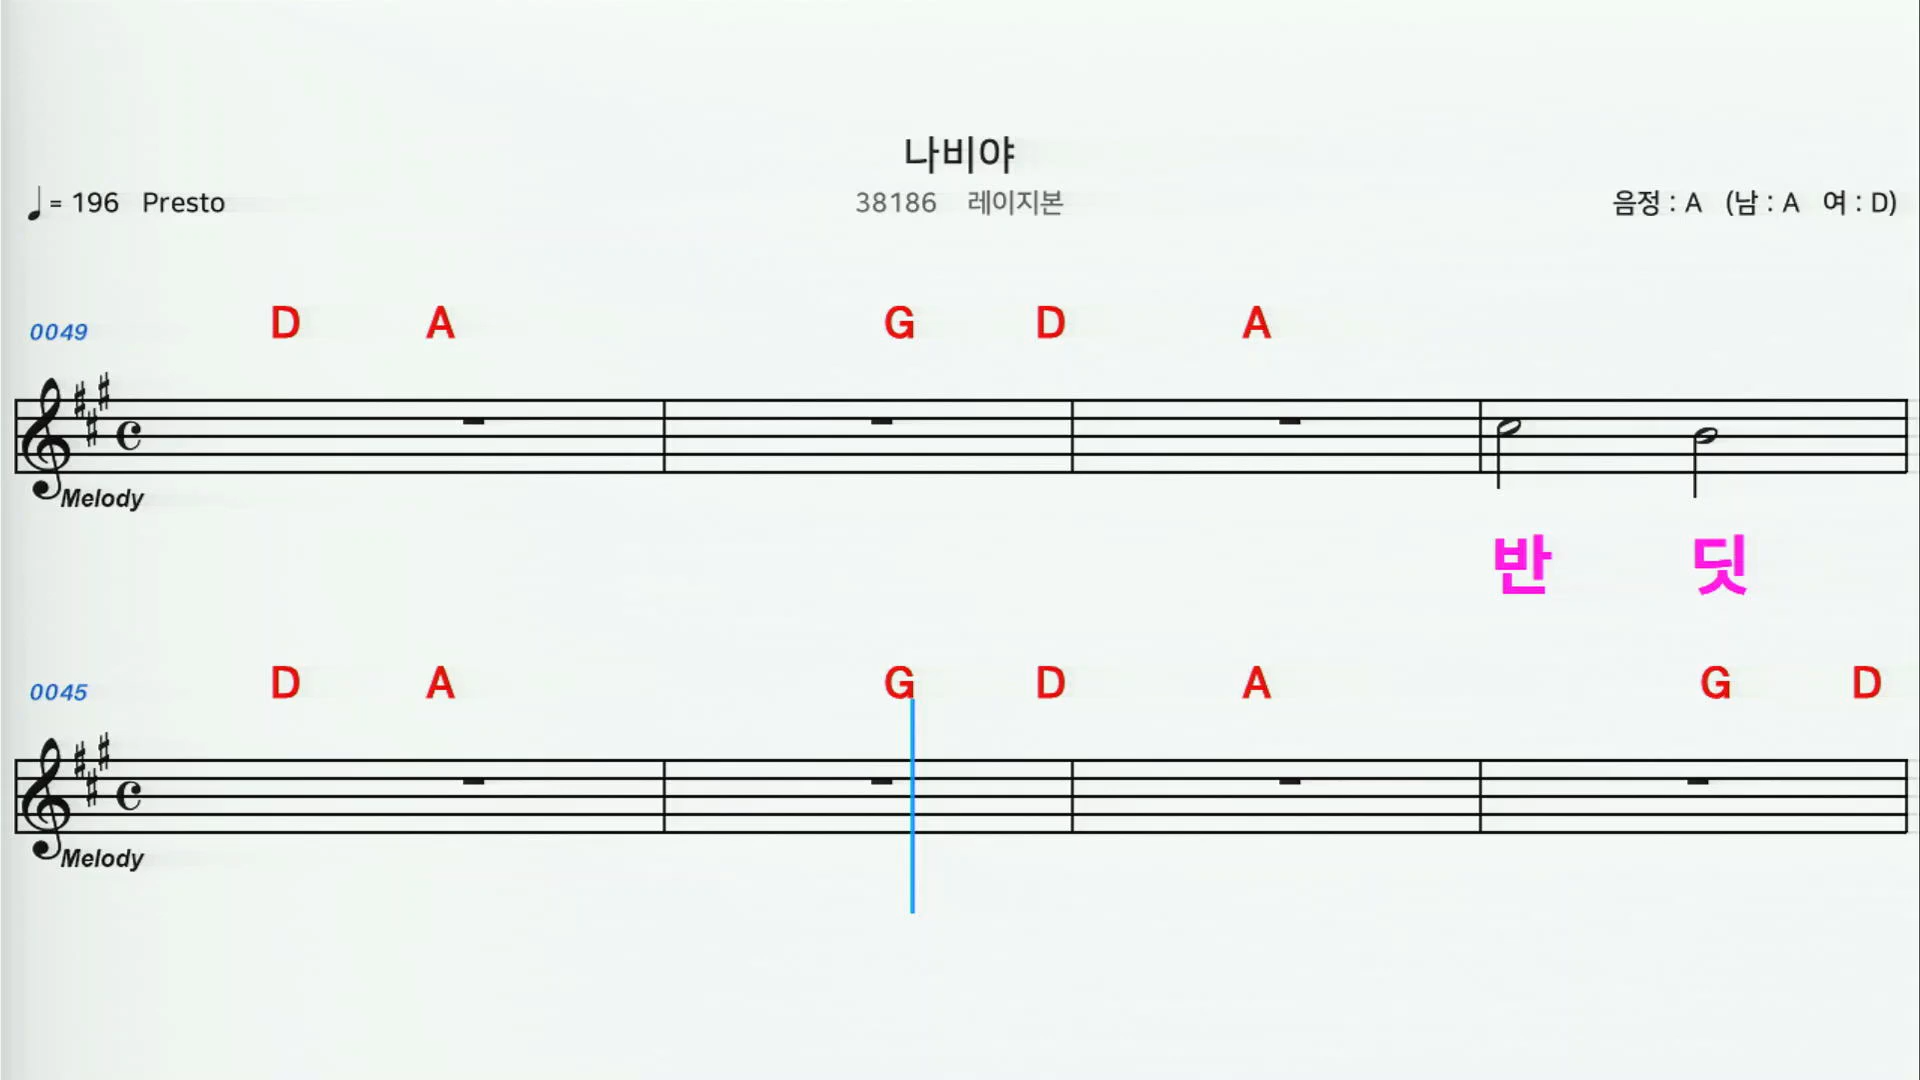 나비야
♩= 196 Presto
38186 레이지본
음정 : A (남 : A 여 : D)
0049 D A G D A
Melody
반 딧
0045 D A G D A G D
Melody